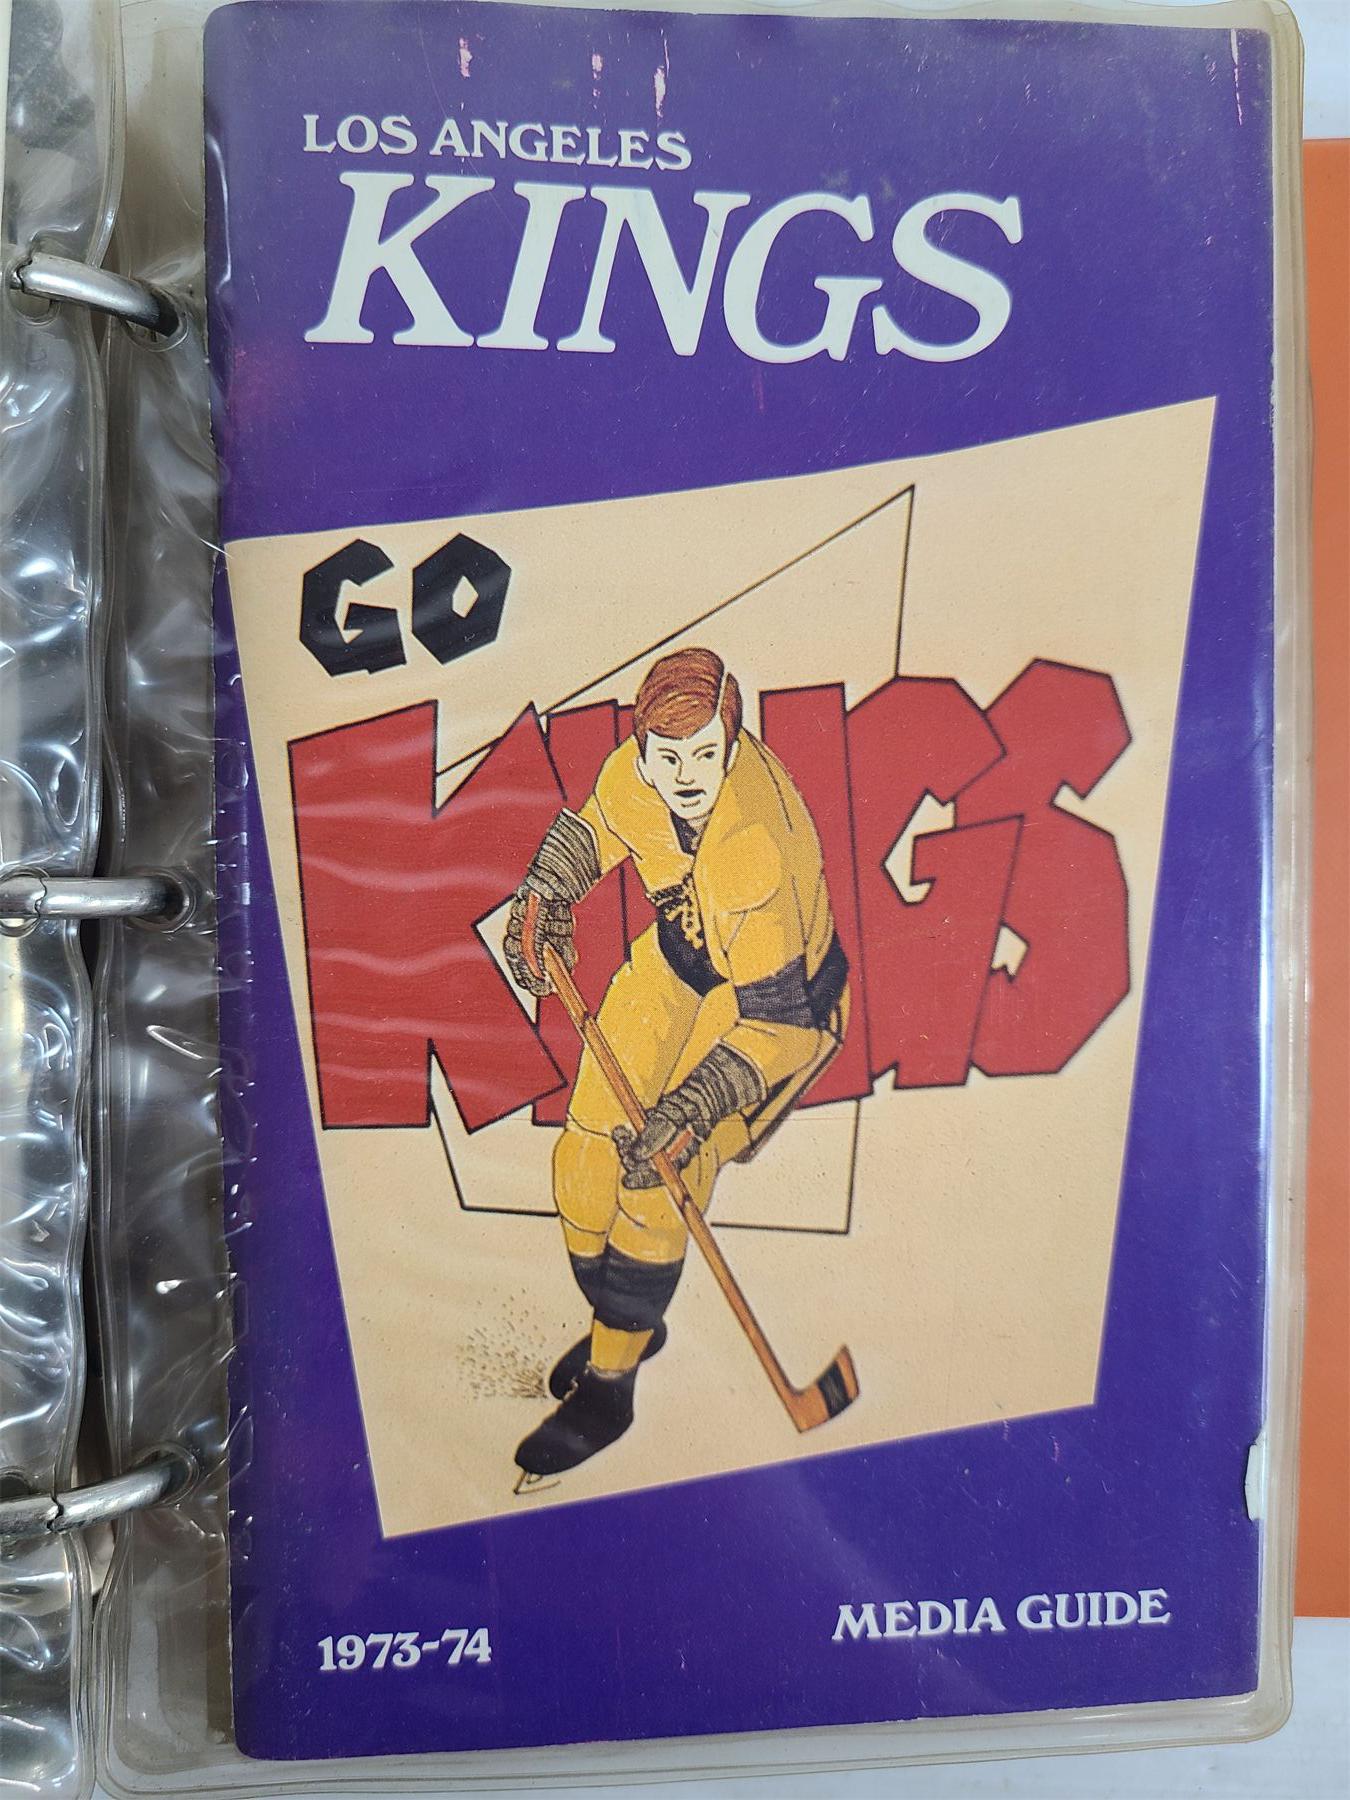 LOS ANGELES
KINGS
GO
KINGS
1973-74
MEDIA GUIDE